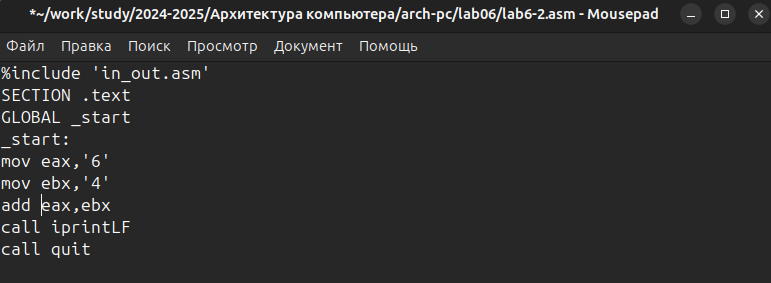 *~/work/study/2024-2025/Архитектура компьютера/arch-pc/lab06/lab6-2.asm - Mousepad
Файл Правка Поиск Просмотр Документ Помощь
%include 'in_out.asm'
SECTION .text
GLOBAL _start
_start:
mov eax,'6'
mov ebx,'4'
add eax,ebx
call iprintLF
call quit